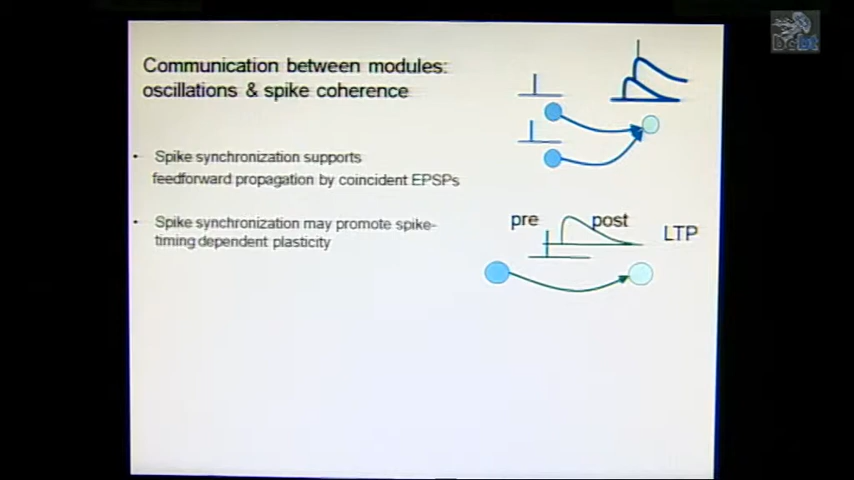 Communication between modules:
oscillations & spike coherence
• Spike synchronization supports
feedforward propagation by coincident EPSPs
• Spike synchronization may promote spike-
timing dependent plasticity
pre post
LTP
bcbt